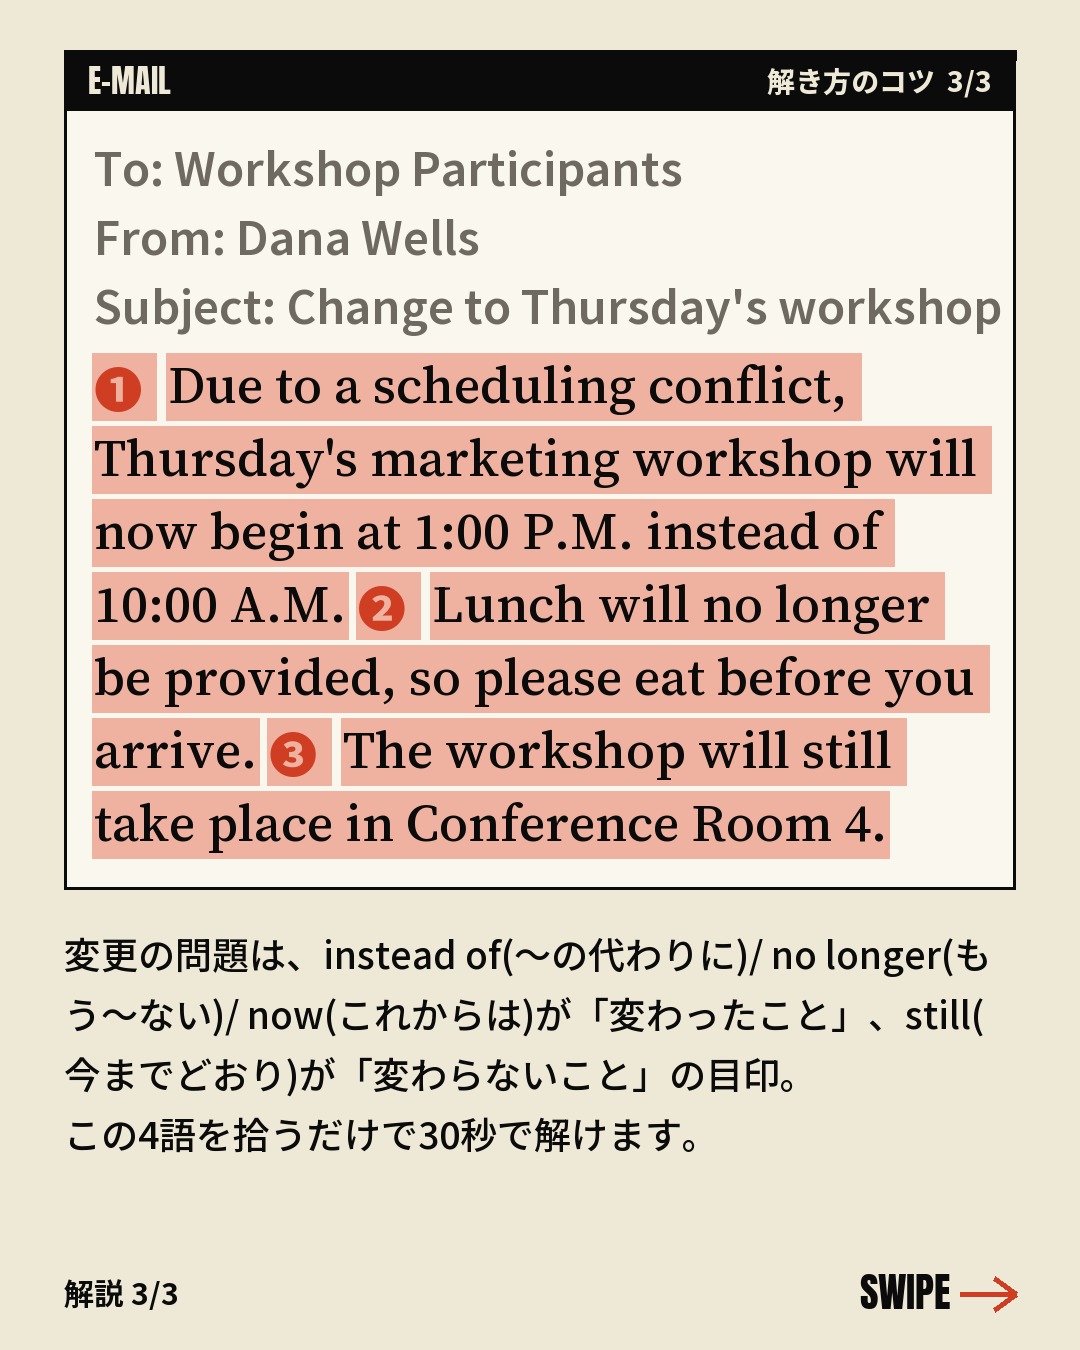 E-MAIL
解き方のコツ 3/3
To: Workshop Participants
From: Dana Wells
Subject: Change to Thursday's workshop
❶ Due to a scheduling conflict,
Thursday's marketing workshop will
now begin at 1:00 P.M. instead of
10:00 A.M. ❷ Lunch will no longer
be provided, so please eat before you
arrive. ❸ The workshop will still
take place in Conference Room 4.
変更の問題は、instead of(〜の代わりに)/ no longer(も
う〜ない)/ now(これからは)が「変わったこと」、still(
今までどおり)が「変わらないこと」の目印。
この4語を拾うだけで30秒で解けます。
解説 3/3
SWIPE